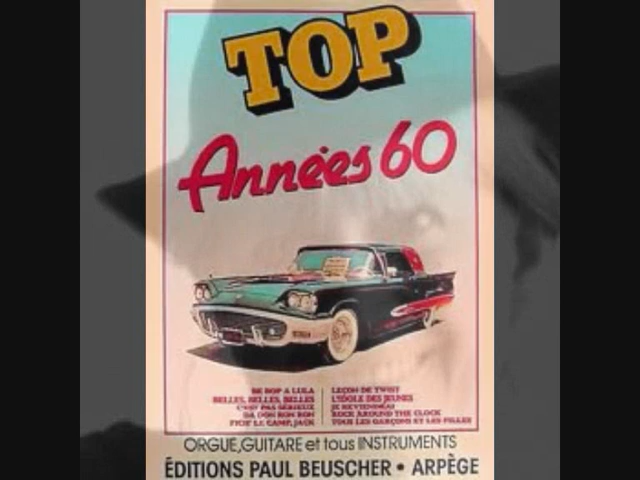 TOP
Années 60
BE BOP A LULA
BELLES, BELLES, BELLES
C'EST PAS SÉRIEUX
DA DOU RON RON
FICH' LE CAMP, JACK
LEÇON DE TWIST
L'IDOLE DES JEUNES
JE REVIENDRAI
ROCK AROUND THE CLOCK
TOUS LES GARÇONS ET LES FILLES
ORGUE, GUITARE et tous INSTRUMENTS
ÉDITIONS PAUL BEUSCHER • ARPÈGE